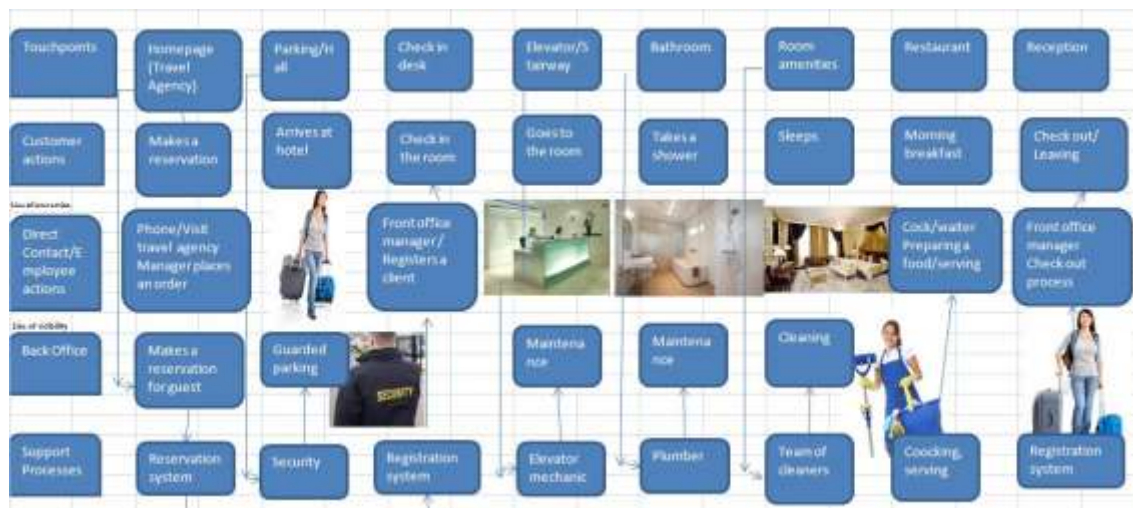 Touchpoints
Homepage
(Travel
Agency)
Parking/H
all
Check in
desk
Elevator/S
tairway
Bathroom
Room
amenities
Restaurant
Reception
Customer
actions
Makes a
reservation
Arrives at
hotel
Check in
the room
Goes to
the room
Takes a
shower
Sleeps
Morning
breakfast
Check out/
Leaving
Direct
Contact/E
mployee
actions
Phone/Visit
travel agency
Manager places
an order
Front office
manager/
Registers a
client
Cock/waiter
Preparing a
food/serving
Front office
manager
Check out
process
Line of visibility
Back Office
Makes a
reservation
for guest
Guarded
parking
SECURITY
Maintena
nce
Maintena
nce
Cleaning
Support
Processes
Reservation
system
Security
Registration
system
Elevator
mechanic
Plumber
Team of
cleaners
Coocking,
serving
Registration
system